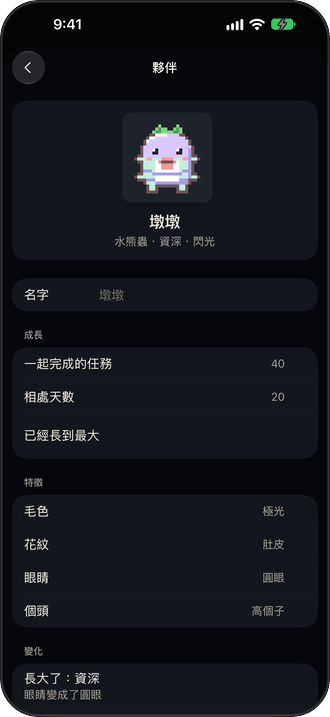 9:41
夥伴
墩墩
水熊蟲・資深・閃光
名字 墩墩
成長
一起完成的任務 40
相處天數 20
已經長到最大
特徵
毛色 極光
花紋 肚皮
眼睛 圓眼
個頭 高個子
變化
長大了：資深
眼睛變成了圓眼